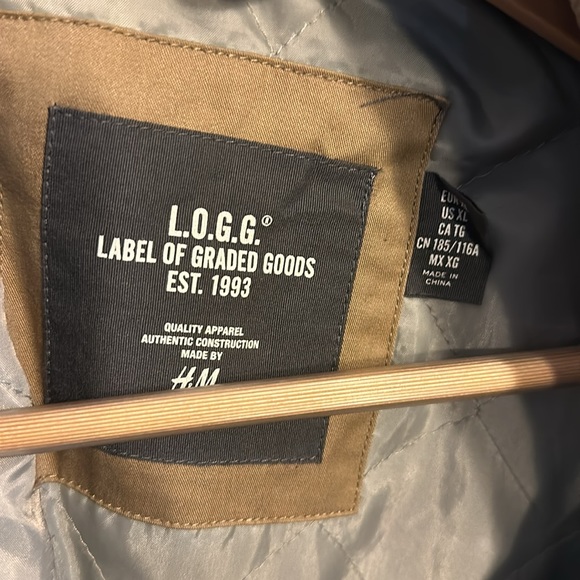 L.O.G.G.®
LABEL OF GRADED GOODS
EST. 1993
QUALITY APPAREL
AUTHENTIC CONSTRUCTION
MADE BY
H&M
EUR
US XL
CA TG
CN 185/116A
MX XG
MADE IN
CHINA